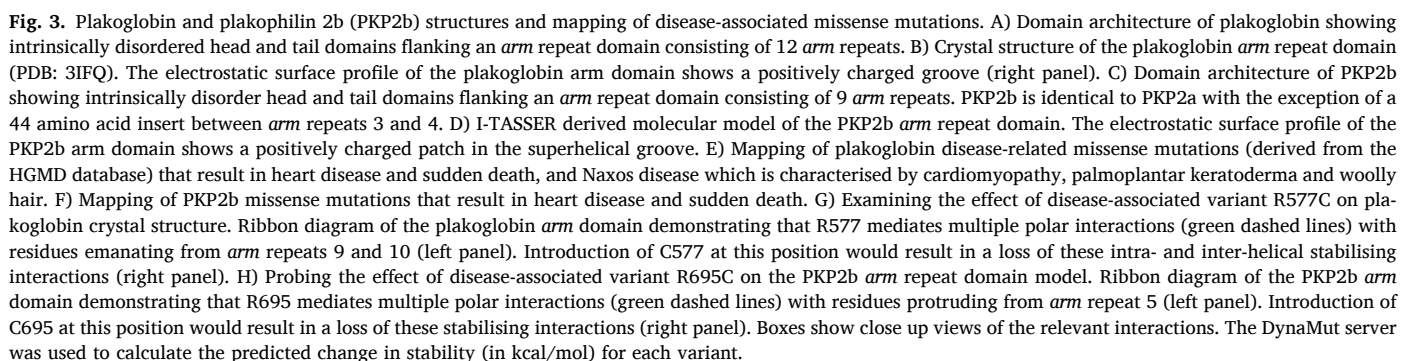 Fig. 3. Plakoglobin and plakophilin 2b (PKP2b) structures and mapping of disease-associated missense mutations. A) Domain architecture of plakoglobin showing
intrinsically disordered head and tail domains flanking an arm repeat domain consisting of 12 arm repeats. B) Crystal structure of the plakoglobin arm repeat domain
(PDB: 3IFQ). The electrostatic surface profile of the plakoglobin arm domain shows a positively charged groove (right panel). C) Domain architecture of PKP2b
showing intrinsically disorder head and tail domains flanking an arm repeat domain consisting of 9 arm repeats. PKP2b is identical to PKP2a with the exception of a
44 amino acid insert between arm repeats 3 and 4. D) I-TASSER derived molecular model of the PKP2b arm repeat domain. The electrostatic surface profile of the
PKP2b arm domain shows a positively charged patch in the superhelical groove. E) Mapping of plakoglobin disease-related missense mutations (derived from the
HGMD database) that result in heart disease and sudden death, and Naxos disease which is characterised by cardiomyopathy, palmoplantar keratoderma and woolly
hair. F) Mapping of PKP2b missense mutations that result in heart disease and sudden death. G) Examining the effect of disease-associated variant R577C on pla-
koglobin crystal structure. Ribbon diagram of the plakoglobin arm domain demonstrating that R577 mediates multiple polar interactions (green dashed lines) with
residues emanating from arm repeats 9 and 10 (left panel). Introduction of C577 at this position would result in a loss of these intra- and inter-helical stabilising
interactions (right panel). H) Probing the effect of disease-associated variant R695C on the PKP2b arm repeat domain model. Ribbon diagram of the PKP2b arm
domain demonstrating that R695 mediates multiple polar interactions (green dashed lines) with residues protruding from arm repeat 5 (left panel). Introduction of
C695 at this position would result in a loss of these stabilising interactions (right panel). Boxes show close up views of the relevant interactions. The DynaMut server
was used to calculate the predicted change in stability (in kcal/mol) for each variant.